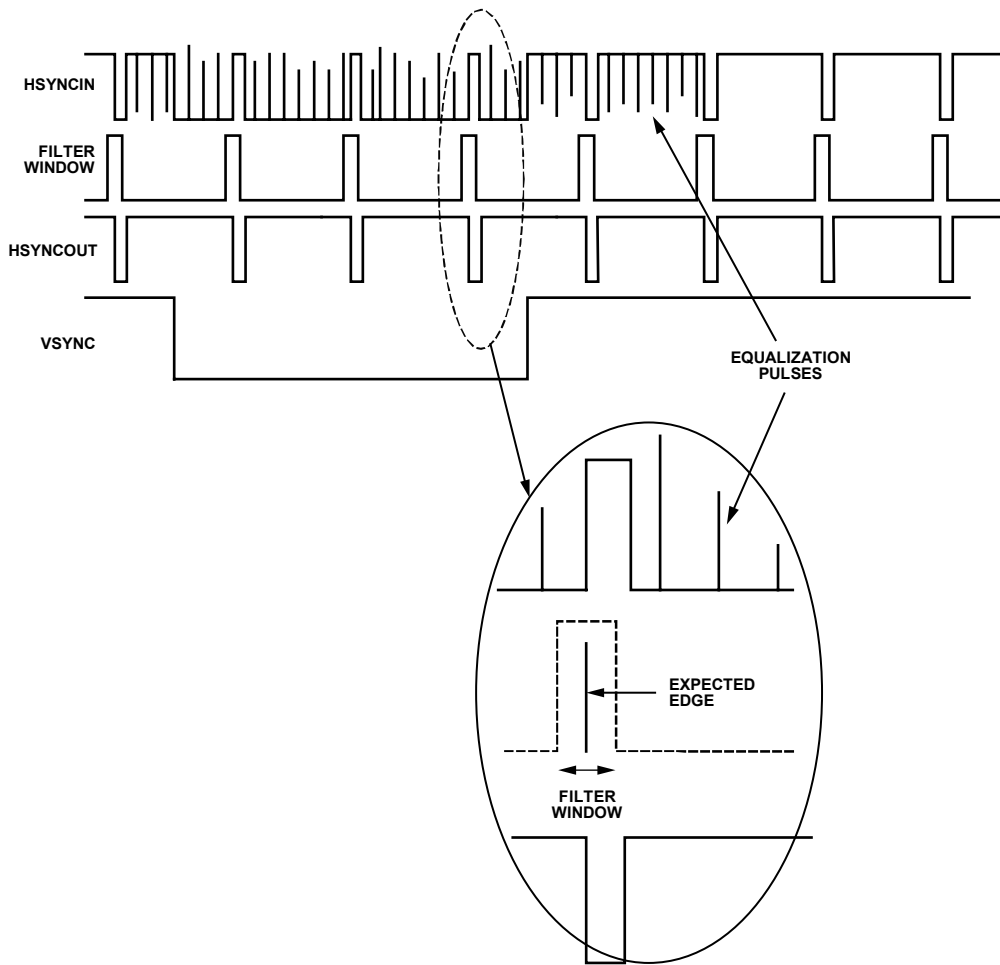 HSYNCIN
FILTER
WINDOW
HSYNCOUT
VSYNC
EQUALIZATION
PULSES
EXPECTED
EDGE
FILTER
WINDOW